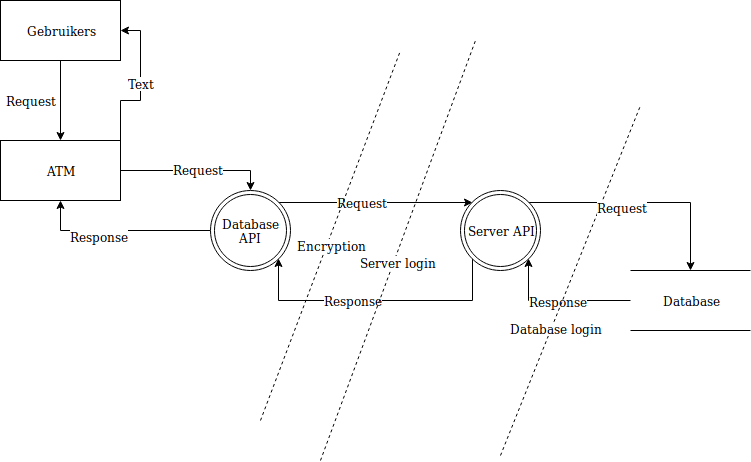 Gebruikers
Text
Request
ATM
Request
Database
API
Request
Server API
Request
Response
Encryption
Server login
Response
Response
Database
Database login